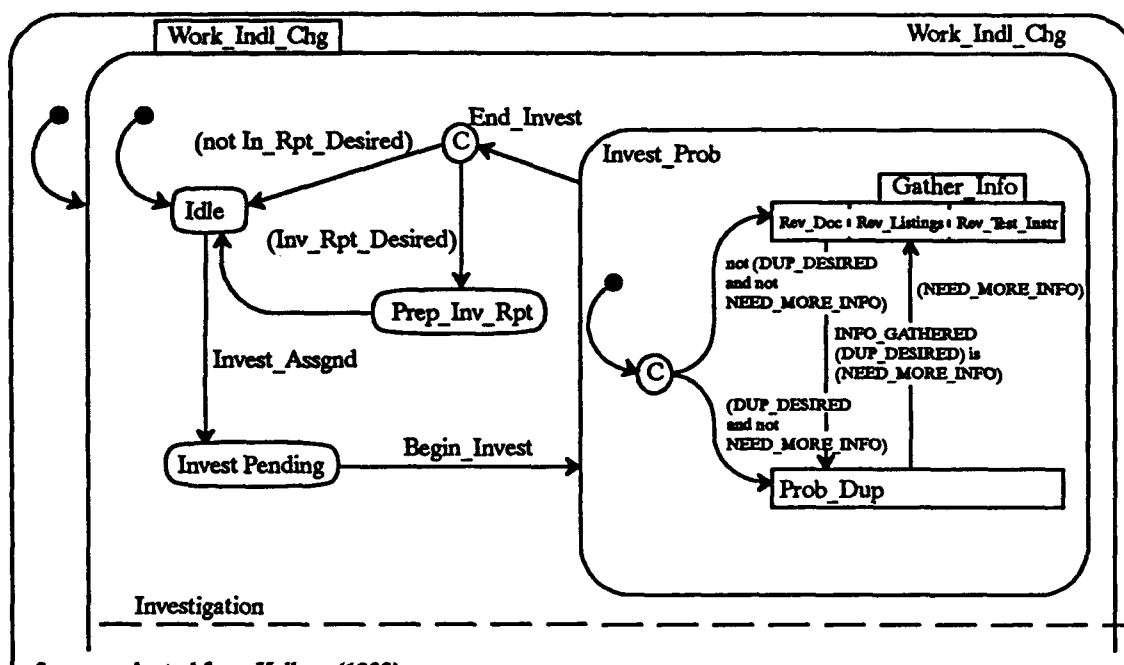 Work_Indl_Chg
Work_Indl_Chg
End_Invest
C
(not In_Rpt_Desired)
Invest_Prob
Gather_Info
Idle
Rev_Doc
Rev_Listings
Rev_Test_Instr
(Inv_Rpt_Desired)
not (DUP_DESIRED
and not
NEED_MORE_INFO)
(NEED_MORE_INFO)
Prep_Inv_Rpt
INFO_GATHERED
(DUP_DESIRED) is
(NEED_MORE_INFO)
Invest_Assgnd
C
(DUP_DESIRED
and not
NEED_MORE_INFO)
Begin_Invest
Invest Pending
Prob_Dup
Investigation